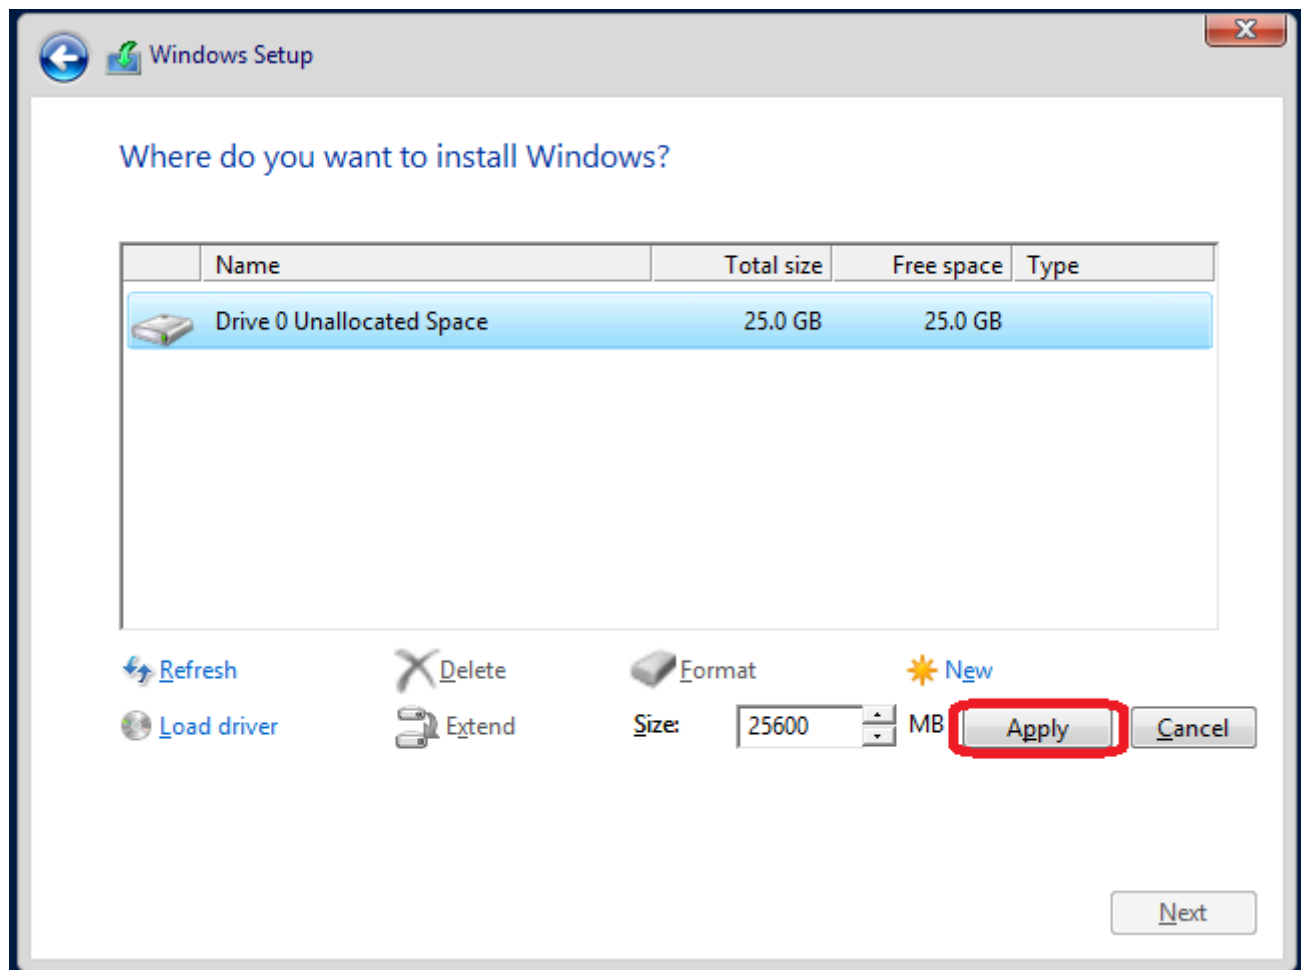 Windows Setup
Where do you want to install Windows?
Name Total size Free space Type
Drive 0 Unallocated Space 25.0 GB 25.0 GB
Refresh Delete Format New
Load driver Extend Size: 25600 MB Apply Cancel
Next